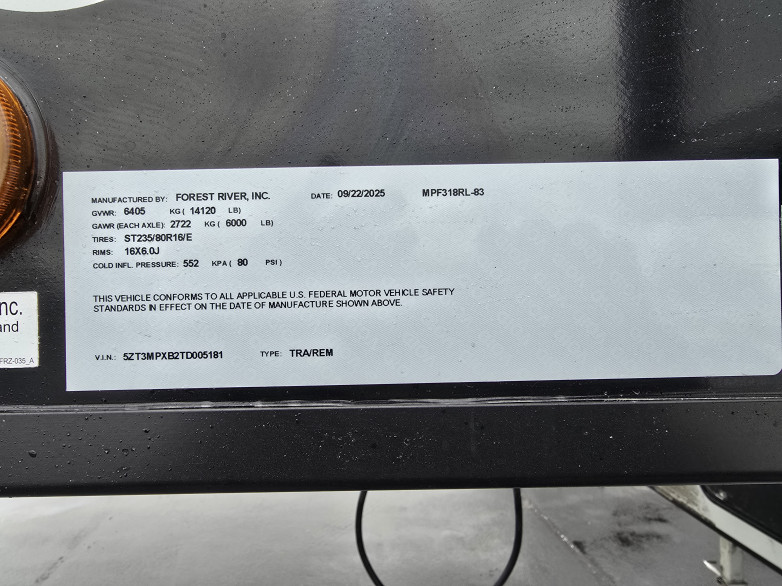 MANUFACTURED BY: FOREST RIVER, INC. DATE: 09/22/2025 MPF318RL-83
GVWR: 6405 KG ( 14120 LB)
GAWR (EACH AXLE): 2722 KG ( 6000 LB)
TIRES: ST235/80R16/E
RIMS: 16X6.0J
COLD INFL. PRESSURE: 552 KPA ( 80 PSI )
THIS VEHICLE CONFORMS TO ALL APPLICABLE U.S. FEDERAL MOTOR VEHICLE SAFETY
STANDARDS IN EFFECT ON THE DATE OF MANUFACTURE SHOWN ABOVE.
V.I.N.: 5ZT3MPXB2TD005181 TYPE: TRA/REM
nc.
and
FRZ-035_A